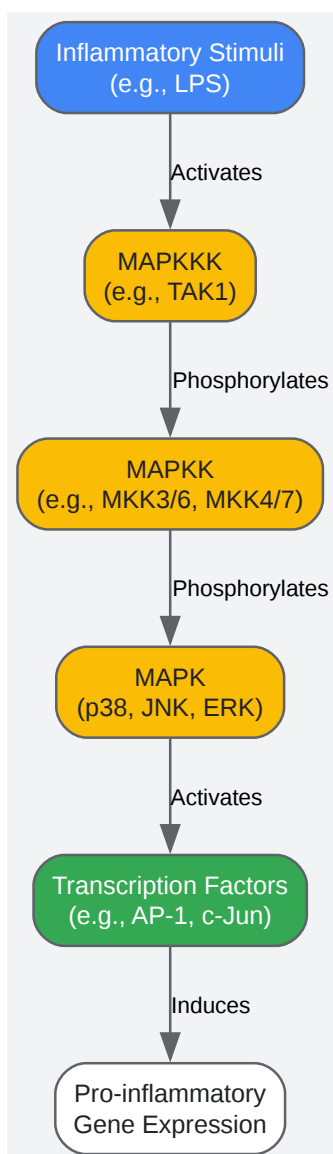 Inflammatory Stimuli
(e.g., LPS)
Activates
MAPKKK
(e.g., TAK1)
Phosphorylates
MAPKK
(e.g., MKK3/6, MKK4/7)
Phosphorylates
MAPK
(p38, JNK, ERK)
Activates
Transcription Factors
(e.g., AP-1, c-Jun)
Induces
Pro-inflammatory
Gene Expression